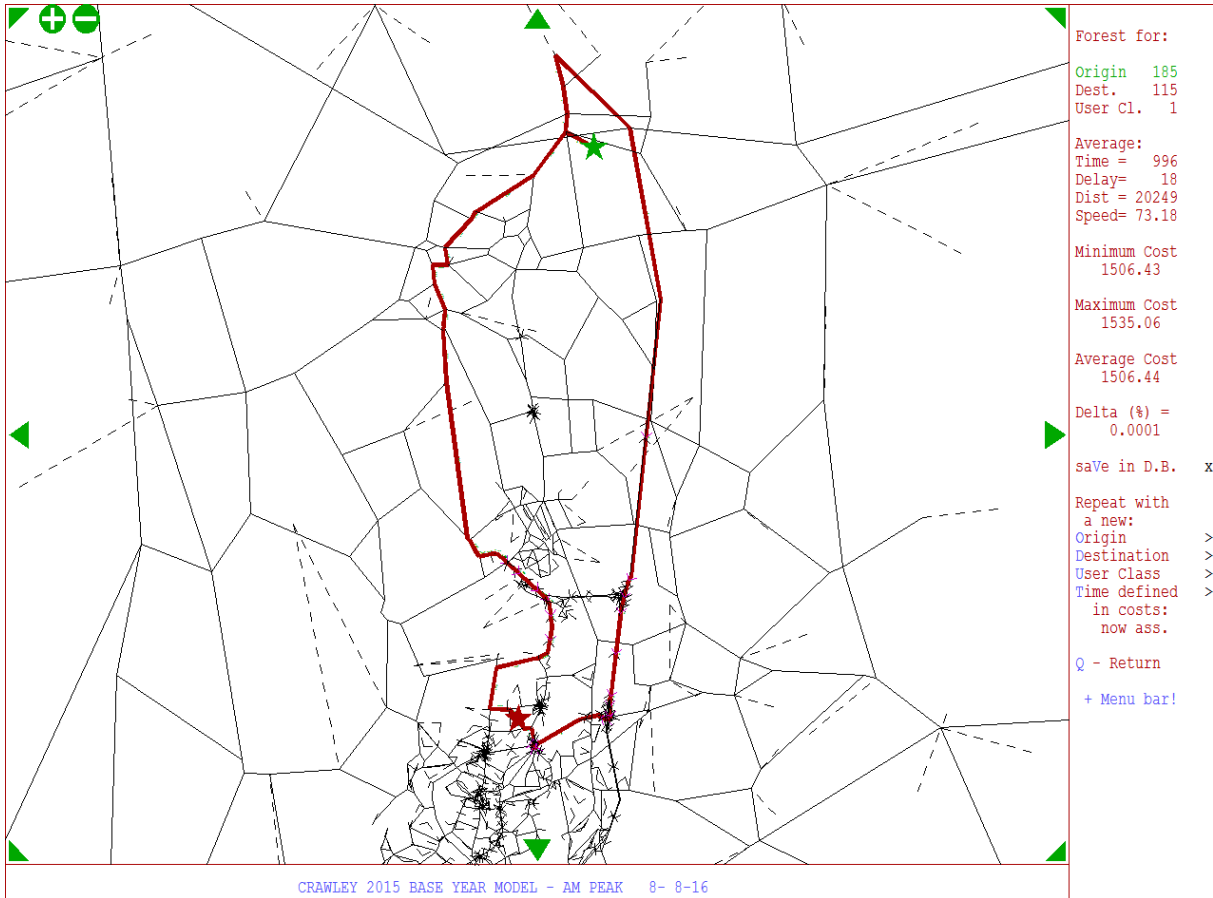 Forest for:
Origin 185
Dest. 115
User Cl. 1
Average:
Time = 996
Delay= 18
Dist = 20249
Speed= 73.18
Minimum Cost
1506.43
Maximum Cost
1535.06
Average Cost
1506.44
Delta (%) =
0.0001
saVe in D.B. x
Repeat with
a new:
Origin >
Destination >
User Class >
Time defined >
in costs:
now ass.
Q - Return
+ Menu bar!
CRAWLEY 2015 BASE YEAR MODEL - AM PEAK 8- 8-16